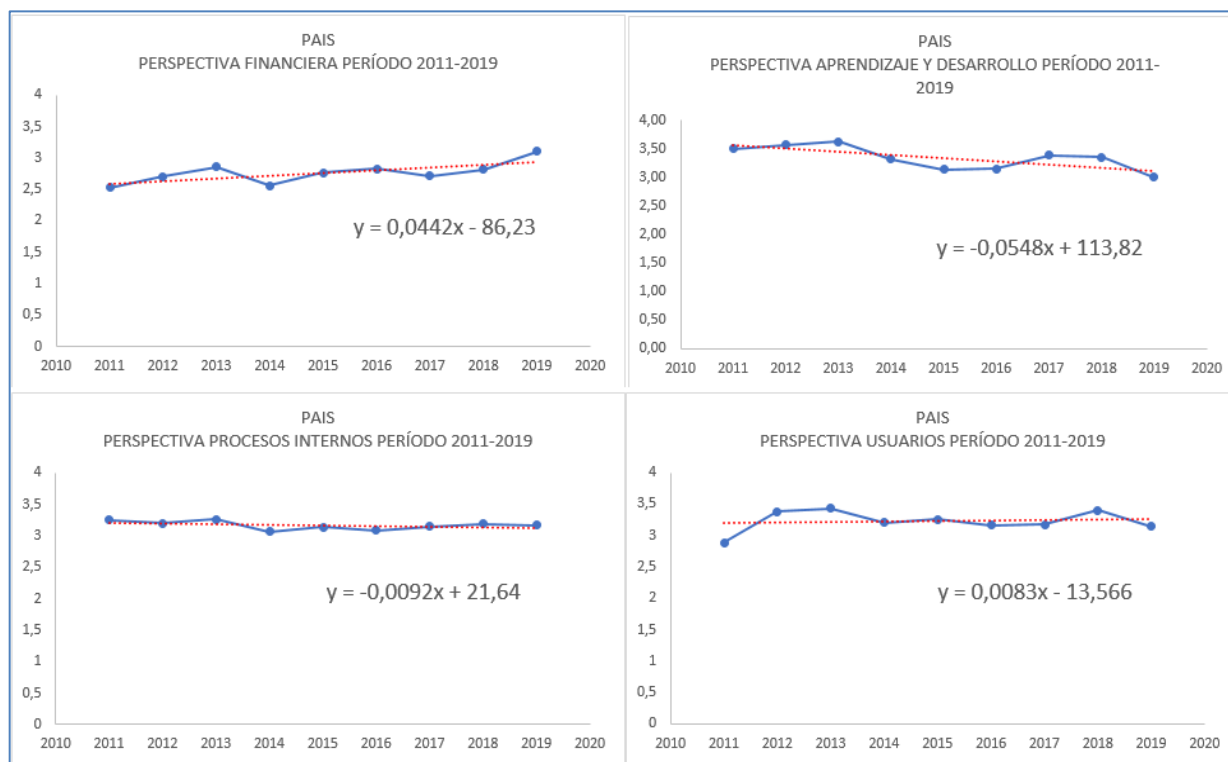 PAIS
PERSPECTIVA FINANCIERA PERÍODO 2011-2019
4
3,5
3
2,5
2
1,5
1
0,5
0
y = 0,0442x - 86,23
2010 2011 2012 2013 2014 2015 2016 2017 2018 2019 2020
PAIS
PERSPECTIVA APRENDIZAJE Y DESARROLLO PERÍODO 2011-
2019
4,00
3,50
3,00
2,50
2,00
1,50
1,00
0,50
0,00
y = -0,0548x + 113,82
2010 2011 2012 2013 2014 2015 2016 2017 2018 2019 2020
PAIS
PERSPECTIVA PROCESOS INTERNOS PERÍODO 2011-2019
4
3,5
3
2,5
2
1,5
1
0,5
0
y = -0,0092x + 21,64
2010 2011 2012 2013 2014 2015 2016 2017 2018 2019 2020
PAIS
PERSPECTIVA USUARIOS PERÍODO 2011-2019
4
3,5
3
2,5
2
1,5
1
0,5
0
y = 0,0083x - 13,566
2010 2011 2012 2013 2014 2015 2016 2017 2018 2019 2020